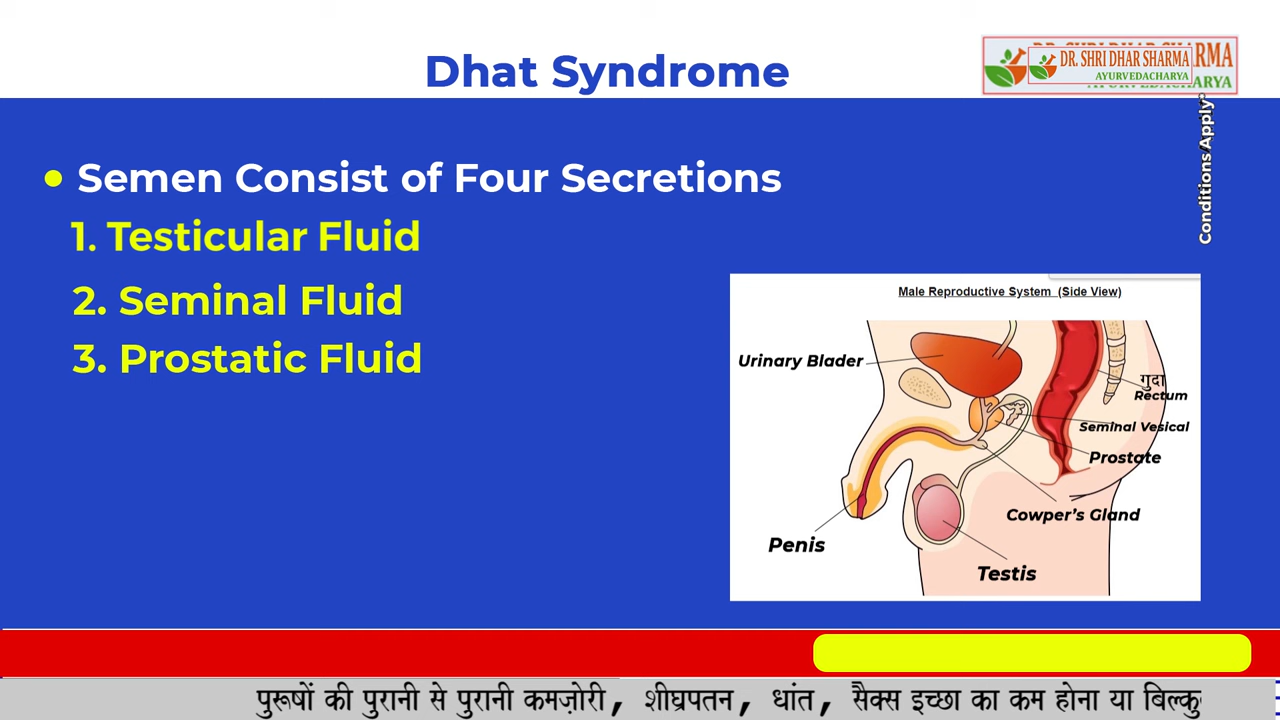 Dhat Syndrome
DR. SHRI DHAR SHARMA
AYURVEDACHARYA
Conditions Apply
• Semen Consist of Four Secretions
1. Testicular Fluid
2. Seminal Fluid
3. Prostatic Fluid
Male Reproductive System (Side View)
Urinary Blader
गुदा
Rectum
Seminal Vesical
Prostate
Cowper's Gland
Penis
Testis
पुरूषों की पुरानी से पुरानी कमज़ोरी, शीघ्रपतन, धांत, सैक्स इच्छा का कम होना या बिल्कु